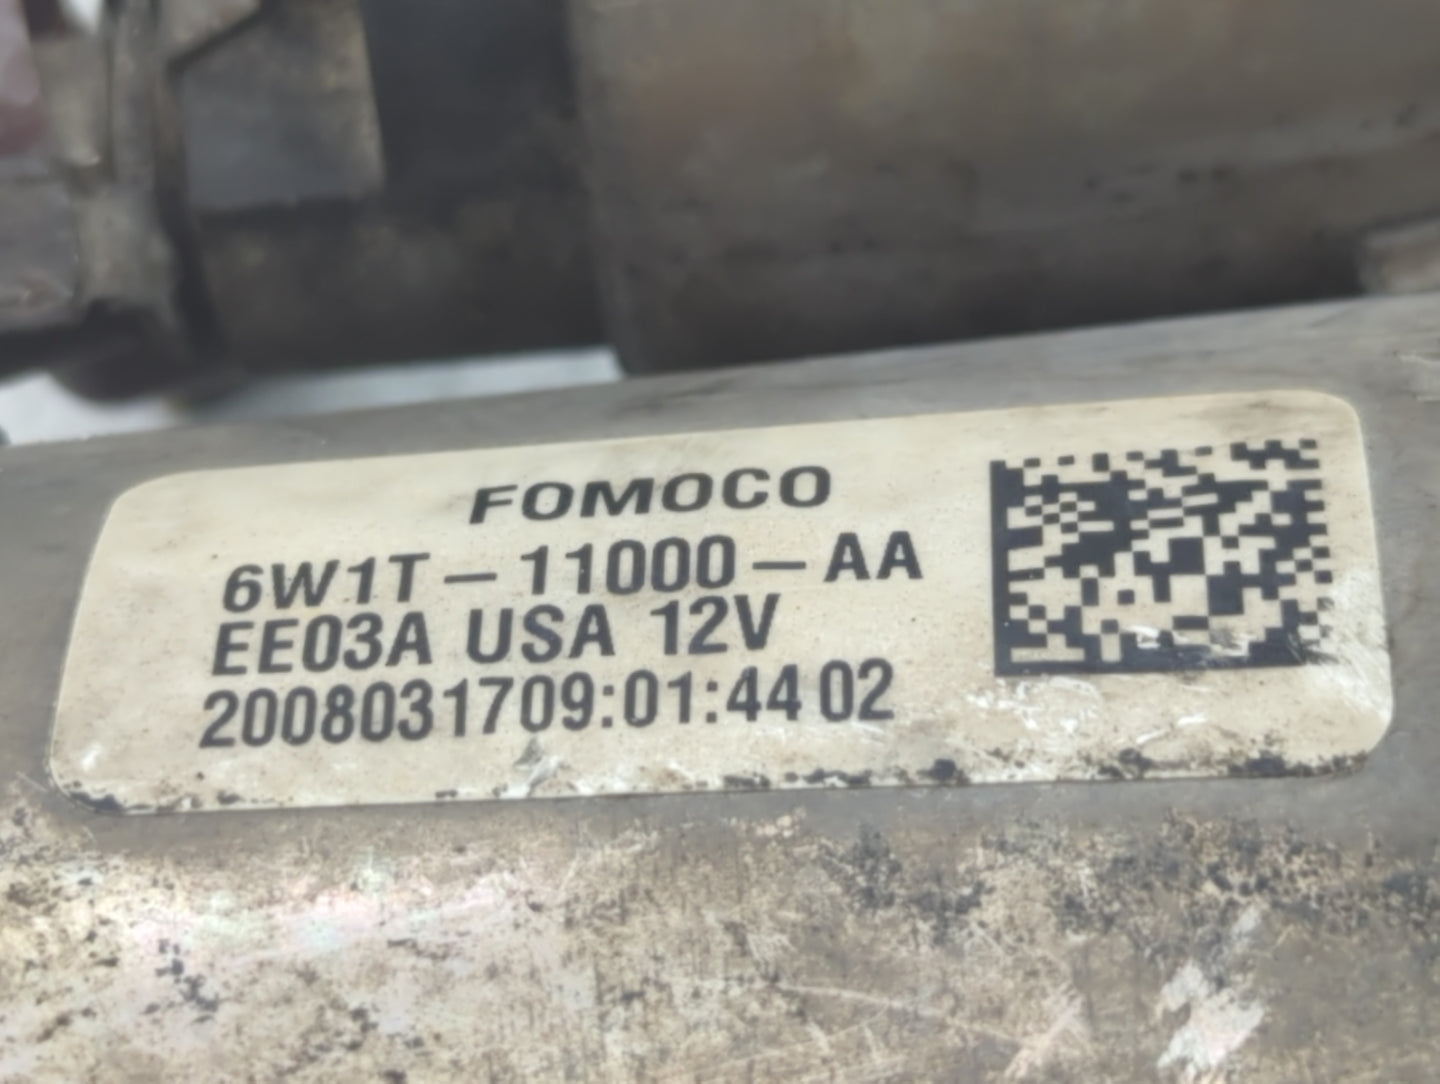 FOMOCO
6W1T-11000-AA
EE03A USA 12V
2008031709:01:44 02